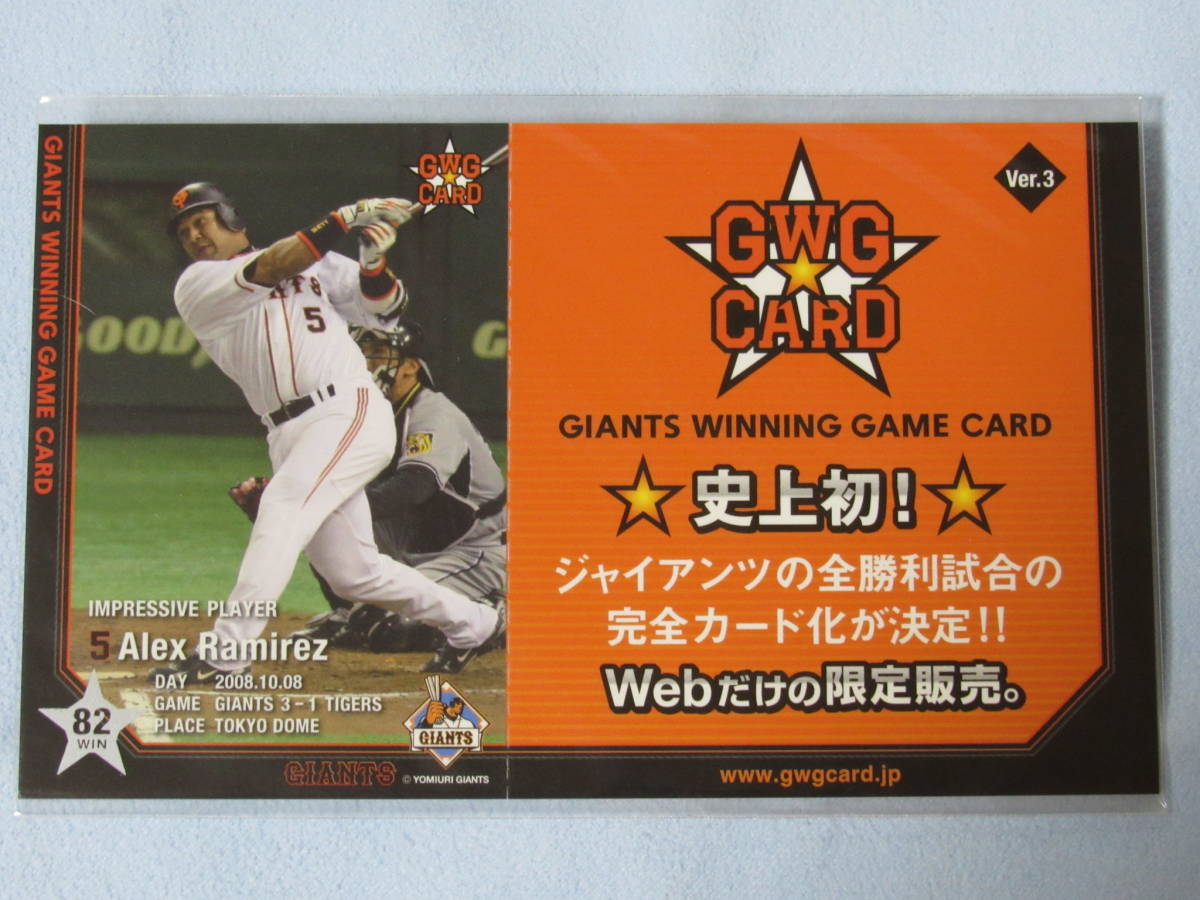 GIANTS WINNING GAME CARD
GWG
CARD
GOOD
G
5
IMPRESSIVE PLAYER
5 Alex Ramirez
DAY 2008.10.08
GAME GIANTS 3-1 TIGERS
PLACE TOKYO DOME
82
WIN
GIANTS
GIANTS
© YOMIURI GIANTS
Ver.3
GWG
CARD
GIANTS WINNING GAME CARD
史上初!
ジャイアンツの全勝利試合の
完全カード化が決定!!
Webだけの限定販売。
www.gwgcard.jp